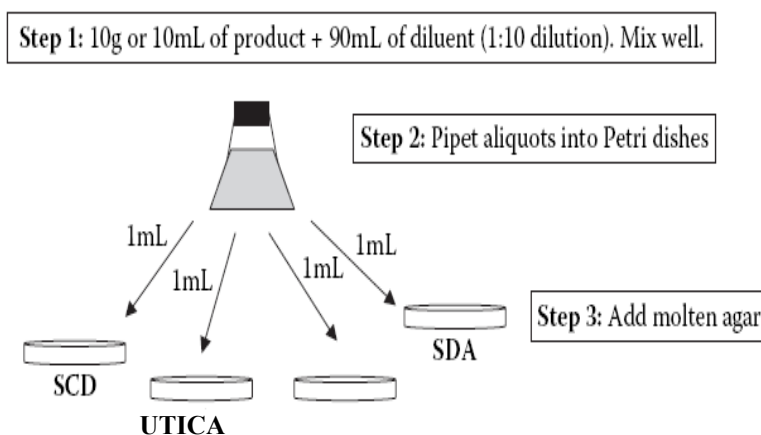 Step 1: 10g or 10mL of product + 90mL of diluent (1:10 dilution). Mix well.
Step 2: Pipet aliquots into Petri dishes
1mL
1mL
1mL
1mL
Step 3: Add molten agar
SDA
SCD
UTICA